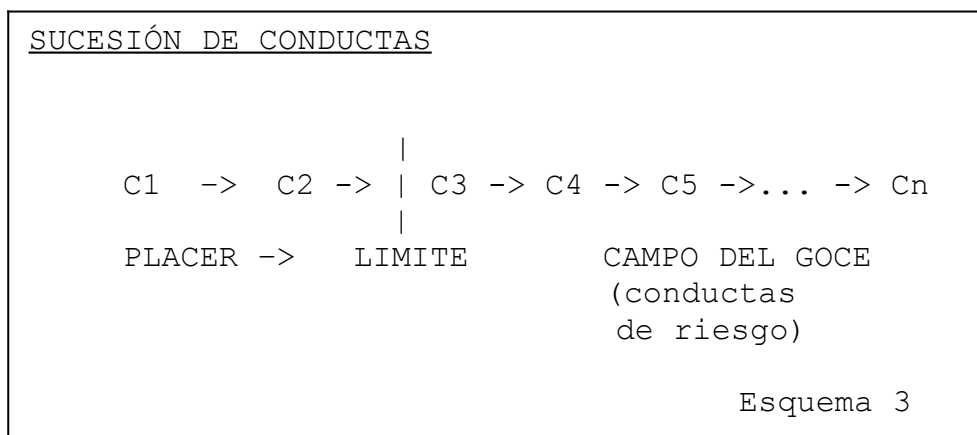 SUCESIÓN DE CONDUCTAS
|
C1 –> C2 -> | C3 -> C4 -> C5 ->... -> Cn
|
PLACER –> LIMITE CAMPO DEL GOCE
(conductas
de riesgo)
Esquema 3